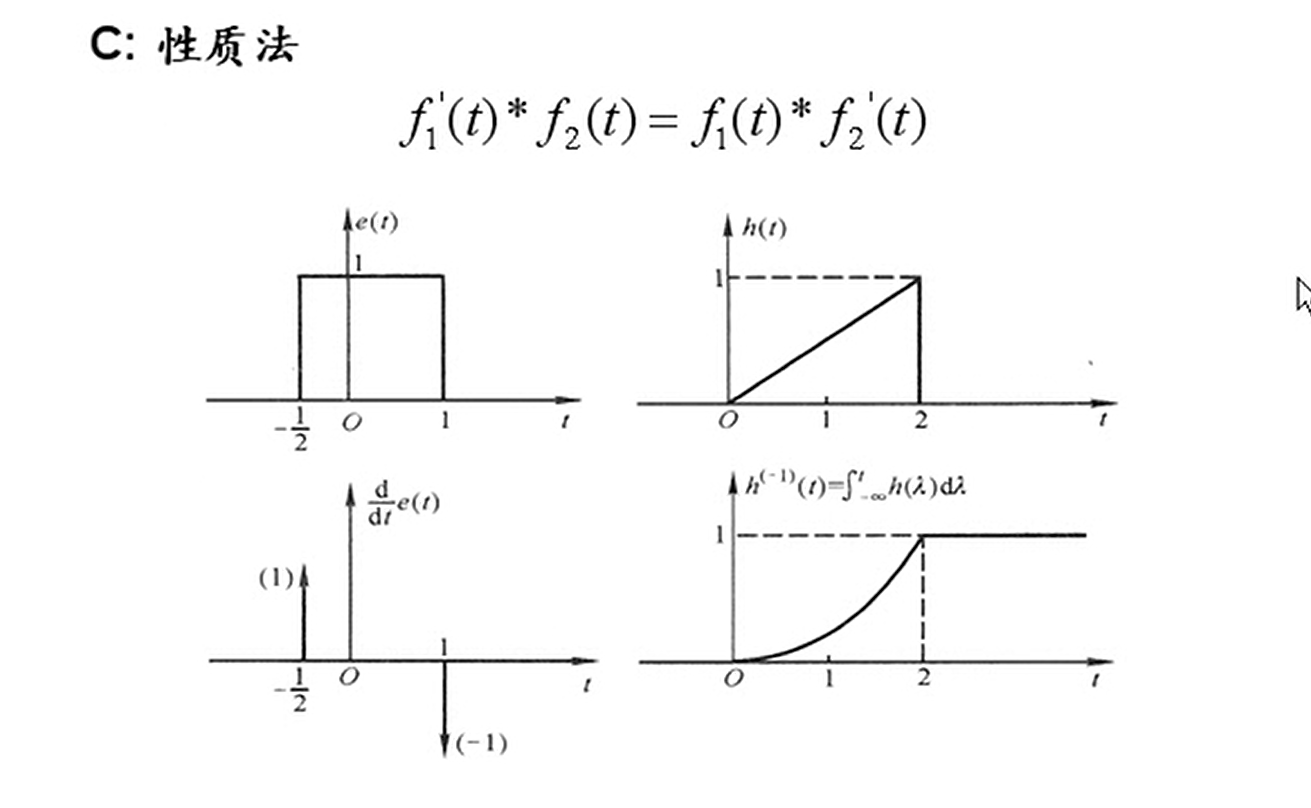 C: 性质法
f₁'(t) * f₂(t) = f₁(t) * f₂'(t)
e(t)
1
-1/2 O 1 t
h(t)
1
O 1 2 t
d/dt e(t)
(1)
1
-1/2 O t
(-1)
h⁽⁻¹⁾(t)=∫₋∞ᵗ h(λ)dλ
1
O 1 2 t